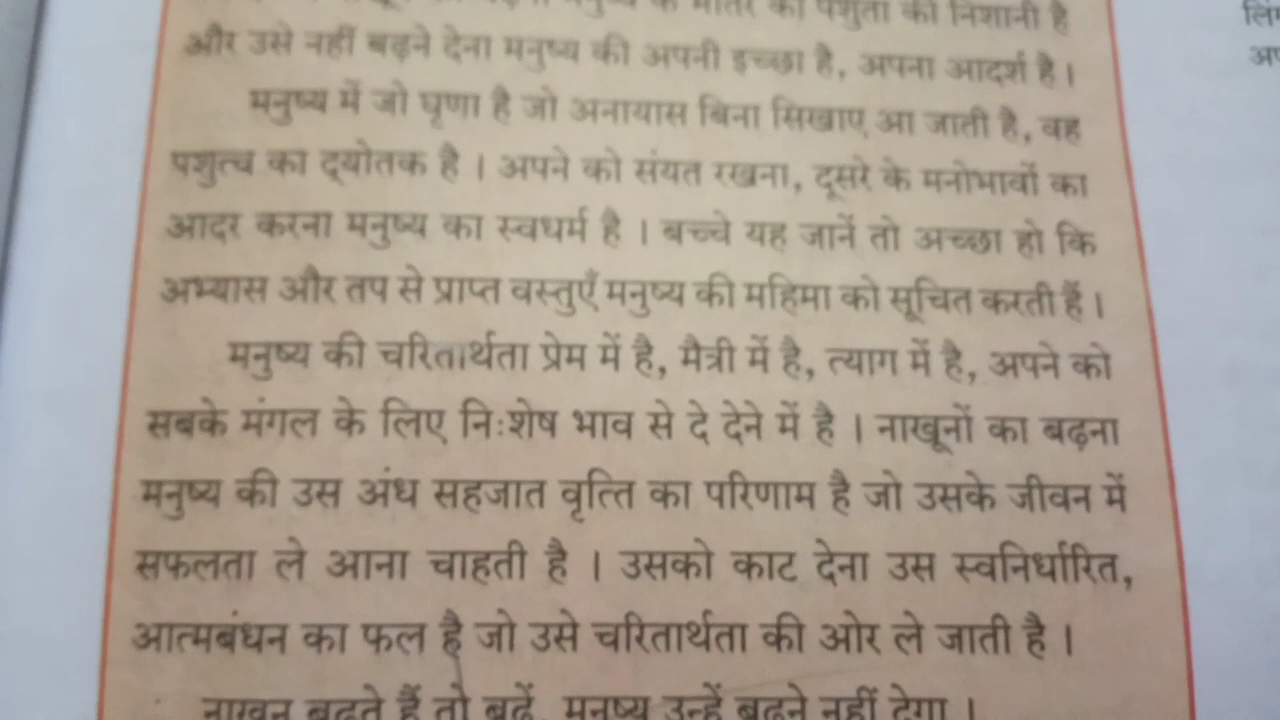 की पशुता की निशानी है
और उसे नहीं बढ़ने देना मनुष्य की अपनी इच्छा है, अपना आदर्श है ।
मनुष्य में जो घृणा है जो अनायास बिना सिखाए आ जाती है, वह
पशुत्व का द्योतक है । अपने को संयत रखना, दूसरे के मनोभावों का
आदर करना मनुष्य का स्वधर्म है । बच्चे यह जानें तो अच्छा हो कि
अभ्यास और तप से प्राप्त वस्तुएँ मनुष्य की महिमा को सूचित करती हैं ।
मनुष्य की चरितार्थता प्रेम में है, मैत्री में है, त्याग में है, अपने को
सबके मंगल के लिए निःशेष भाव से दे देने में है । नाखूनों का बढ़ना
मनुष्य की उस अंध सहजात वृत्ति का परिणाम है जो उसके जीवन में
सफलता ले आना चाहती है । उसको काट देना उस स्वनिर्धारित,
आत्मबंधन का फल है जो उसे चरितार्थता की ओर ले जाती है ।
नाखून बढ़ते हैं तो बढ़ें, मनुष्य उन्हें बढ़ने नहीं देगा ।